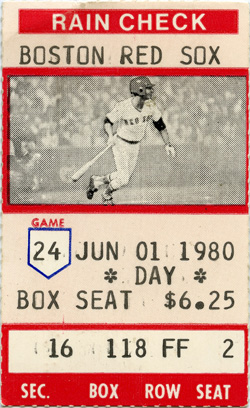 RAIN CHECK
BOSTON RED SOX
RED SOX
GAME
24 JUN 01 1980
* DAY *
BOX SEAT $6.25
16 118 FF 2
SEC. BOX ROW SEAT